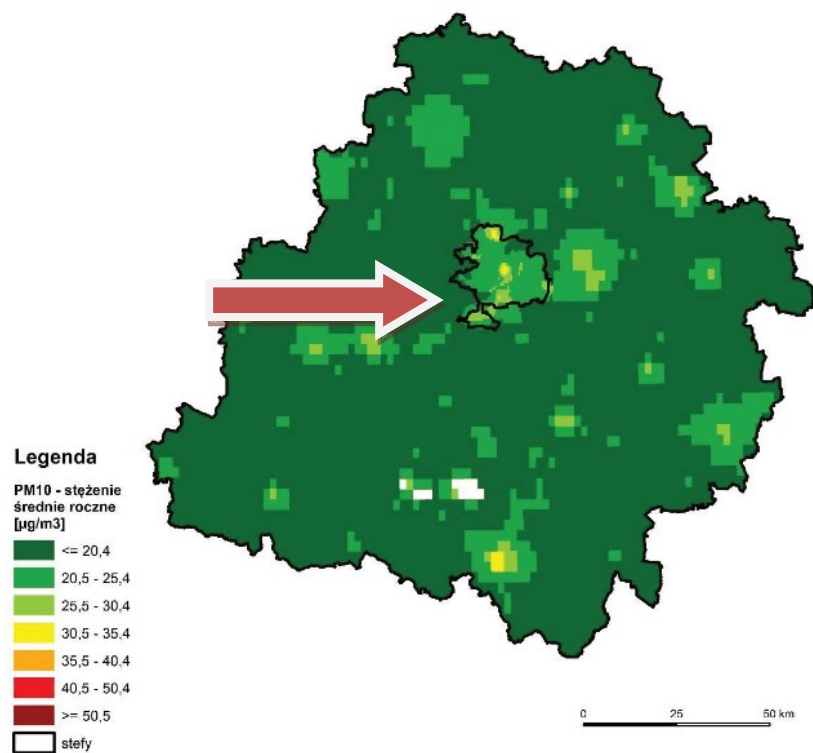 Legenda
PM10 - stężenie
średnie roczne
[µg/m3]
<= 20,4
20,5 - 25,4
25,5 - 30,4
30,5 - 35,4
35,5 - 40,4
40,5 - 50,4
>= 50,5
stefy
0 25 50 km